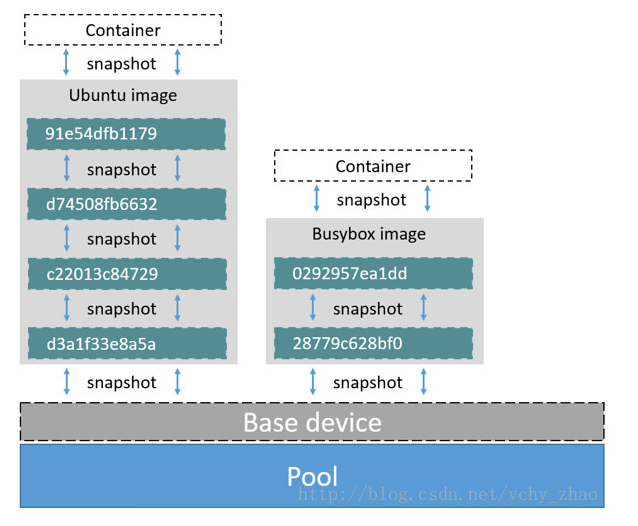 Container
snapshot
Ubuntu image
91e54dfb1179
snapshot
d74508fb6632
snapshot
c22013c84729
snapshot
d3a1f33e8a5a
snapshot
Container
snapshot
Busybox image
0292957ea1dd
snapshot
28779c628bf0
snapshot
Base device
Pool
http://blog.csdn.net/vchy_zhao